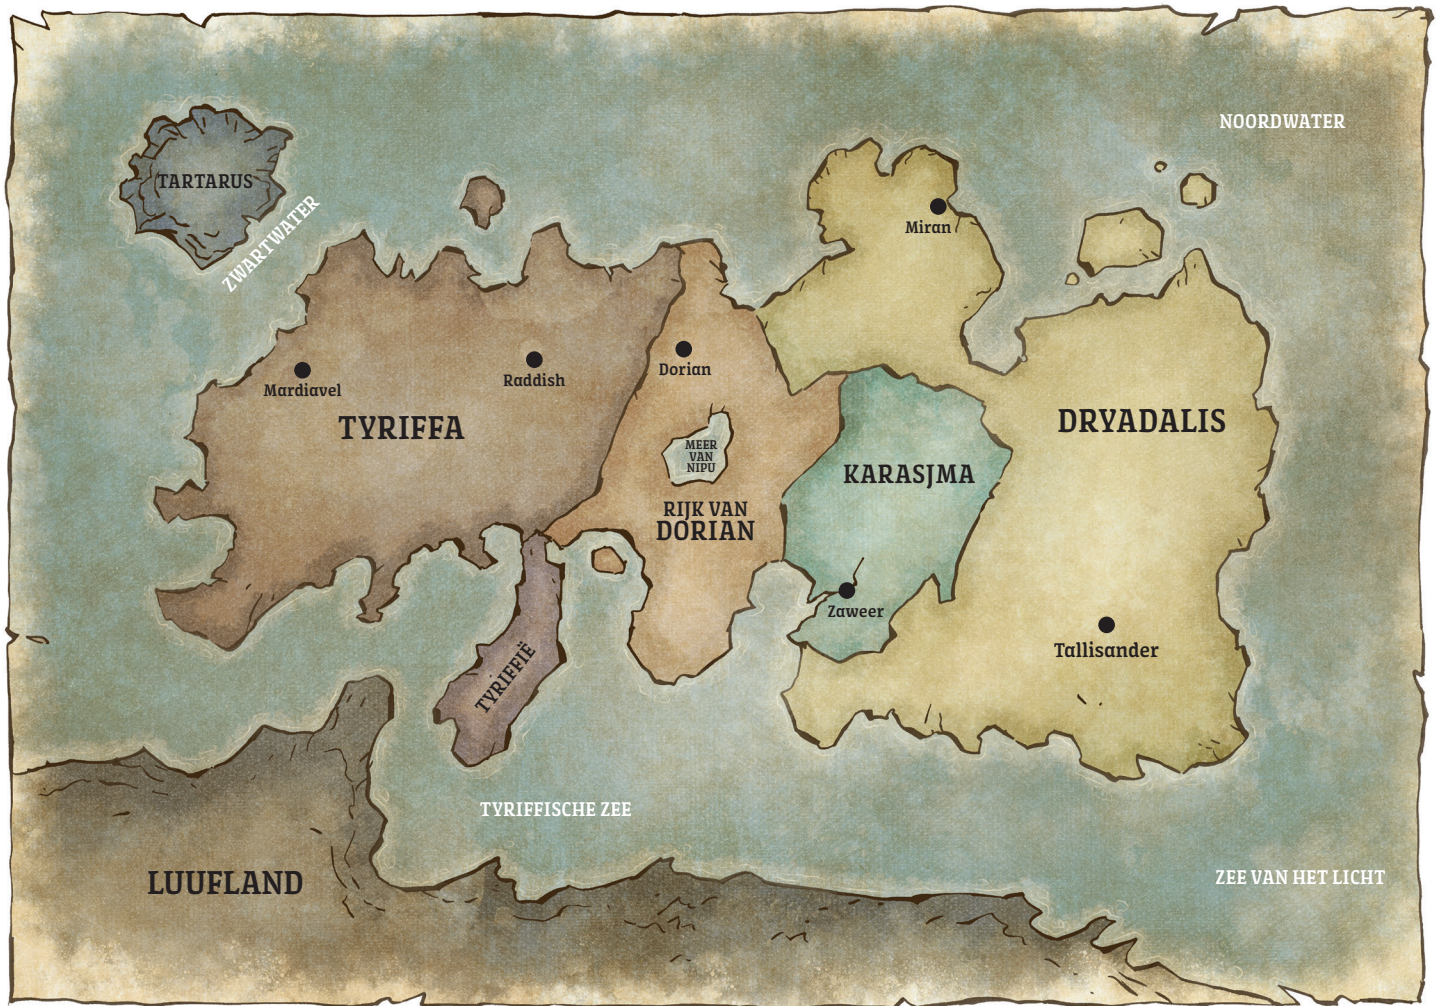 NOORDWATER
TARTARUS
ZWARTWATER
Miran
Dorian
Raddish
Mardiavel
TYRIFFA
DRYADALIS
MEER
VAN
NIPU
KARASJMA
RIJK VAN
DORIAN
Zaweer
Tallisander
TYRIFFIË
TYRIFFISCHE ZEE
LUUFLAND
ZEE VAN HET LICHT